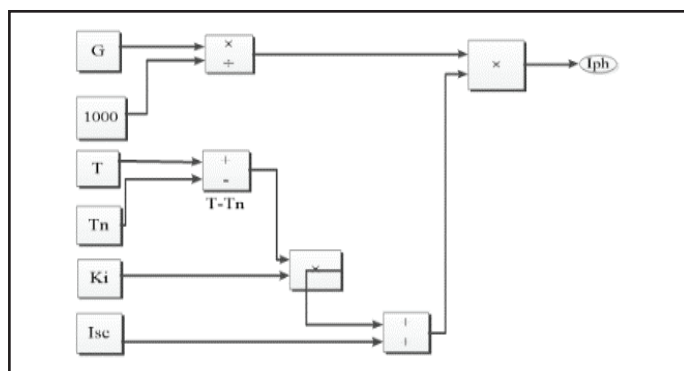 G
×
÷
1000
×
Iph
T
+
-
T-Tn
Tn
Ki
×
Isc
+
+